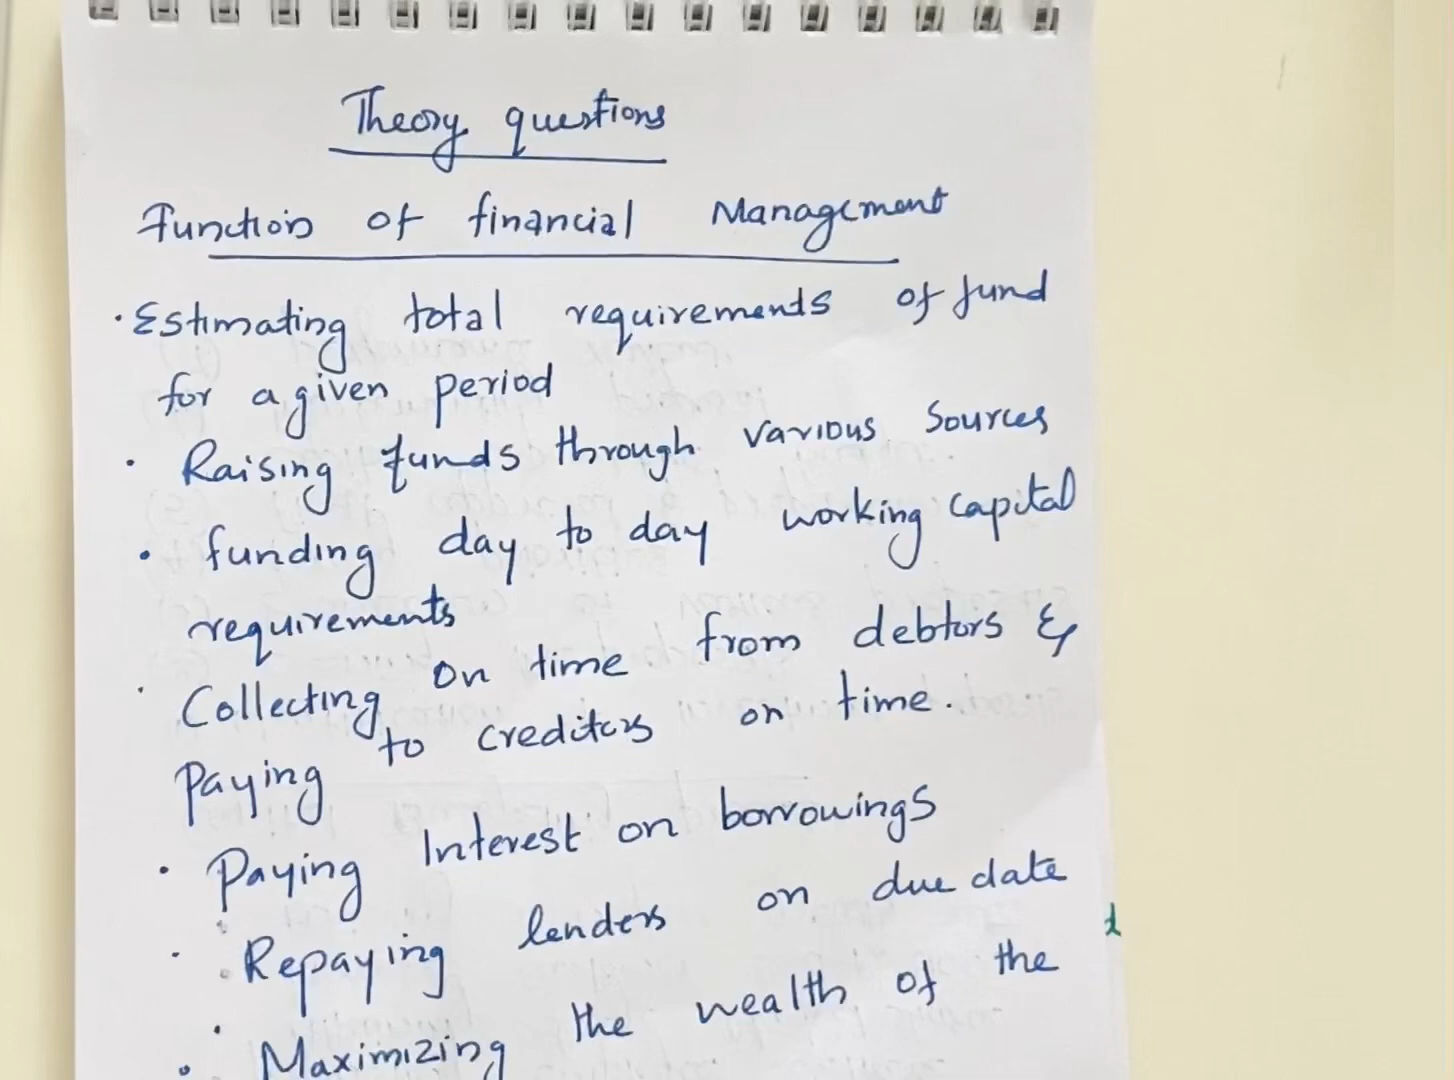 Theory questions
Function of financial Management
· Estimating total requirements of fund
for a given period
· Raising funds through various Sources
· funding day to day working capital
requirements
· Collecting on time from debtors &
Paying to creditors on time.
· Paying Interest on borrowings
· Repaying lenders on due date
· Maximizing the wealth of the